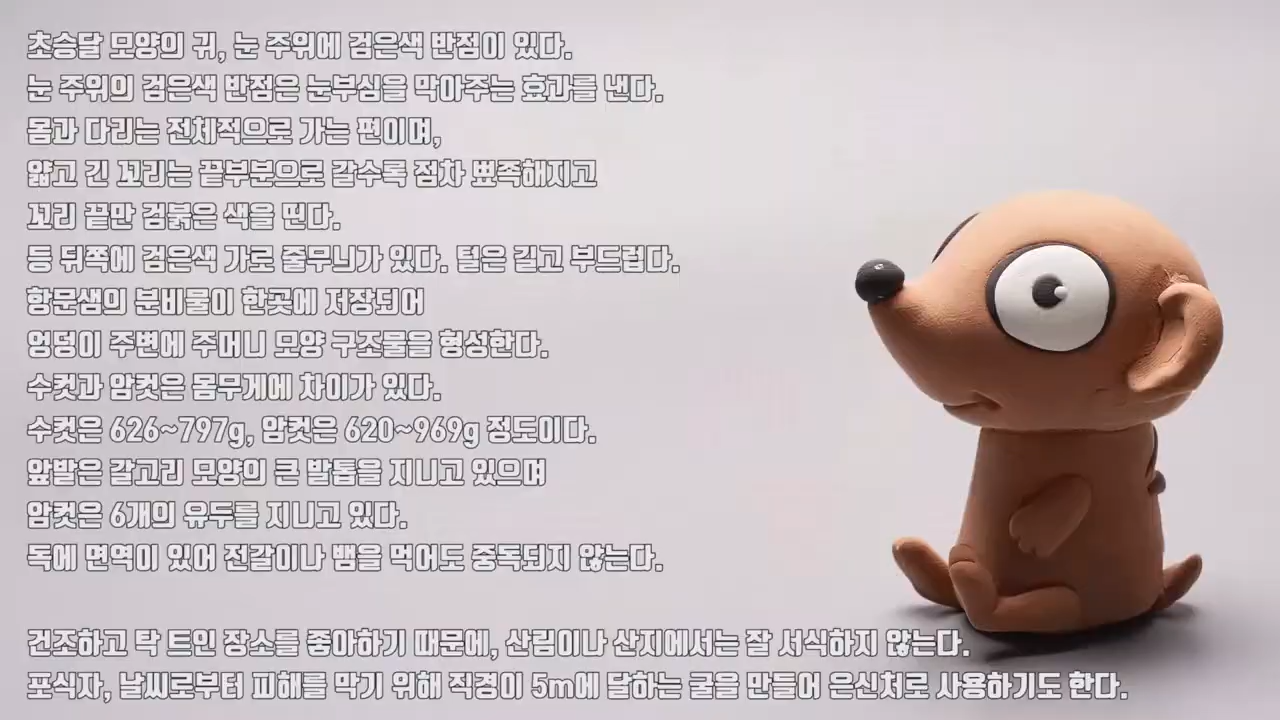 초승달 모양의 귀, 눈 주위에 검은색 반점이 있다.
눈 주위의 검은색 반점은 눈부심을 막아주는 효과를 낸다.
몸과 다리는 전체적으로 가는 편이며,
얇고 긴 꼬리는 끝부분으로 갈수록 점차 뾰족해지고
꼬리 끝만 검붉은 색을 띤다.
등 뒤쪽에 검은색 가로 줄무늬가 있다. 털은 길고 부드럽다.
항문샘의 분비물이 한곳에 저장되어
엉덩이 주변에 주머니 모양 구조물을 형성한다.
수컷과 암컷은 몸무게에 차이가 있다.
수컷은 626~797g, 암컷은 620~969g 정도이다.
앞발은 갈고리 모양의 큰 발톱을 지니고 있으며
암컷은 6개의 유두를 지니고 있다.
독에 면역이 있어 전갈이나 뱀을 먹어도 중독되지 않는다.
건조하고 탁 트인 장소를 좋아하기 때문에, 산림이나 산지에서는 잘 서식하지 않는다.
포식자, 날씨로부터 피해를 막기 위해 직경이 5m에 달하는 굴을 만들어 은신처로 사용하기도 한다.